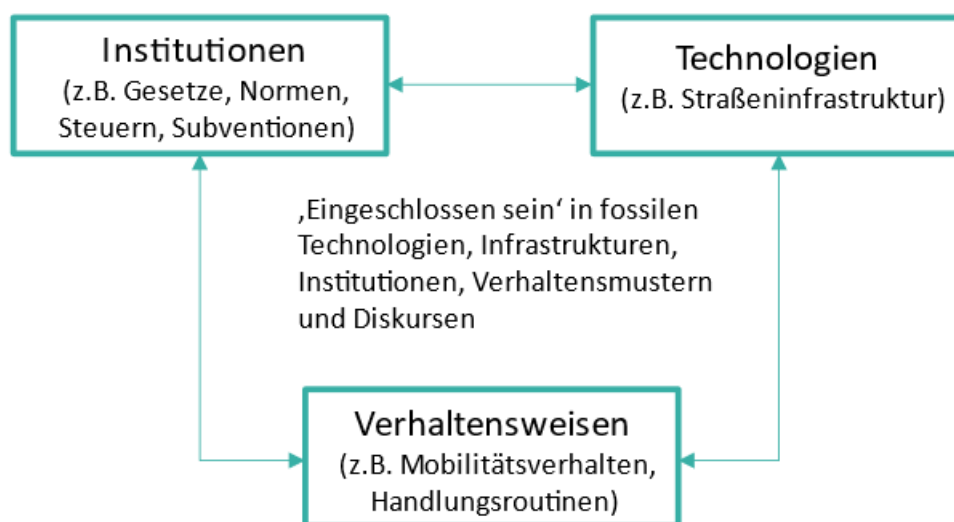 Institutionen
(z.B. Gesetze, Normen,
Steuern, Subventionen)
Technologien
(z.B. Straßeninfrastruktur)
‚Eingeschlossen sein‘ in fossilen
Technologien, Infrastrukturen,
Institutionen, Verhaltensmustern
und Diskursen
Verhaltensweisen
(z.B. Mobilitätsverhalten,
Handlungsroutinen)